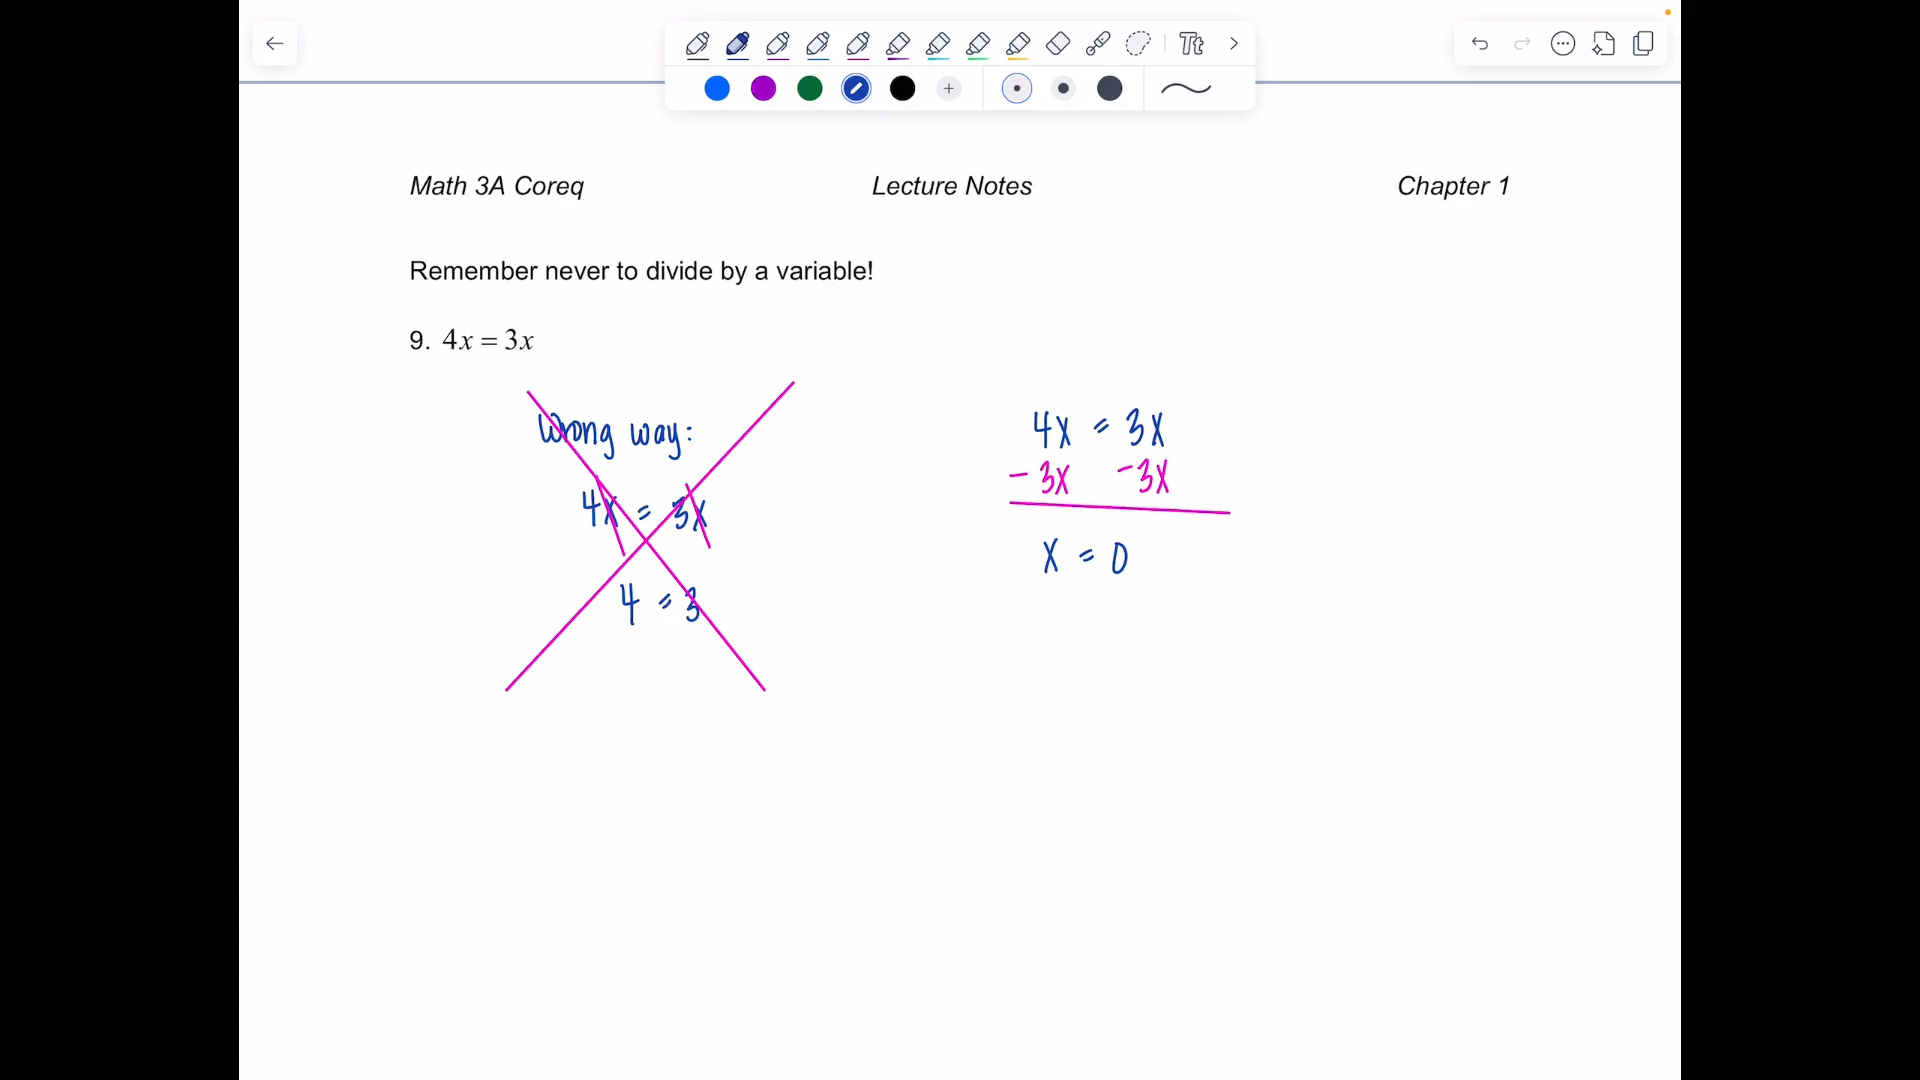 Tt
Math 3A Coreq Lecture Notes Chapter 1
Remember never to divide by a variable!
9. 4x = 3x
Wrong way:
4x = 3x
4 = 3
4x = 3x
- 3x -3x
x = 0